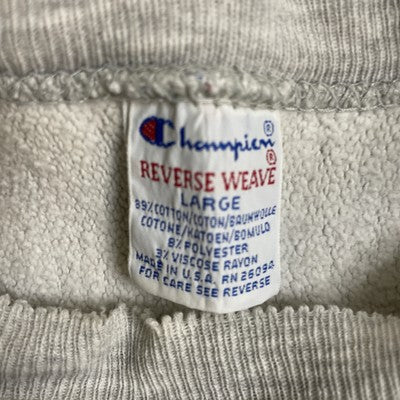 Champion®
®
REVERSE WEAVE
LARGE
89% COTTON/COTON/BAUMWOLLE
COTONE/KATOEN/BOMULD
8% POLYESTER
3% VISCOSE RAYON
MADE IN U.S.A. RN 26094
FOR CARE SEE REVERSE